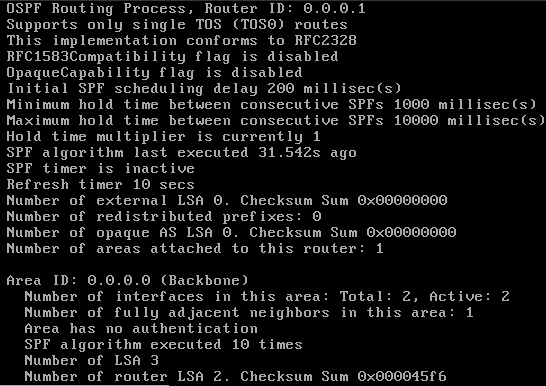 OSPF Routing Process, Router ID: 0.0.0.1
Supports only single TOS (TOS0) routes
This implementation conforms to RFC2328
RFC1583Compatibility flag is disabled
OpaqueCapability flag is disabled
Initial SPF scheduling delay 200 millisec(s)
Minimum hold time between consecutive SPFs 1000 millisec(s)
Maximum hold time between consecutive SPFs 10000 millisec(s)
Hold time multiplier is currently 1
SPF algorithm last executed 31.542s ago
SPF timer is inactive
Refresh timer 10 secs
Number of external LSA 0. Checksum Sum 0x00000000
Number of redistributed prefixes: 0
Number of opaque AS LSA 0. Checksum Sum 0x00000000
Number of areas attached to this router: 1
Area ID: 0.0.0.0 (Backbone)
Number of interfaces in this area: Total: 2, Active: 2
Number of fully adjacent neighbors in this area: 1
Area has no authentication
SPF algorithm executed 10 times
Number of LSA 3
Number of router LSA 2. Checksum Sum 0x000045f6